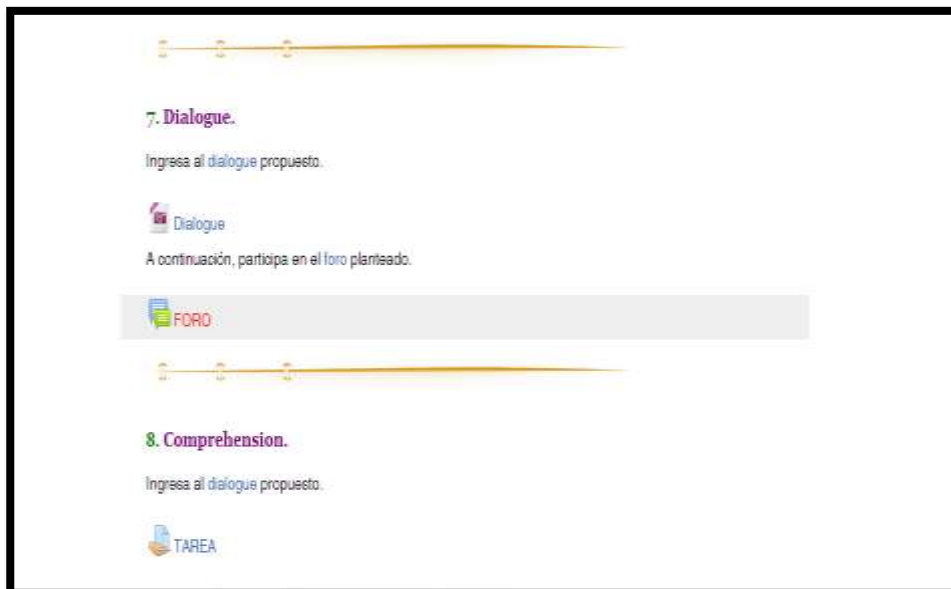 7. Dialogue.
Ingresa al dialogue propuesto.
Dialogue
A continuación, participa en el foro planteado.
FORO
8. Comprehension.
Ingresa al dialogue propuesto.
TAREA